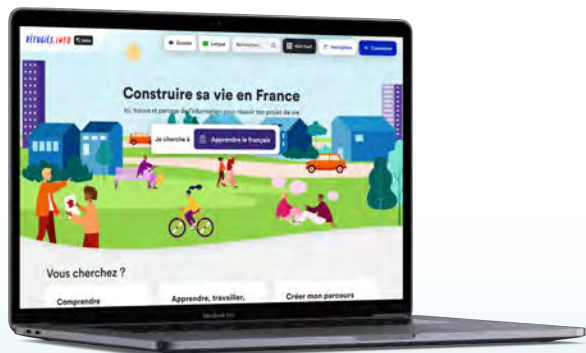 RÉFUGIÉS.INFO
Écouter Langue Rechercher... Inscription Connexion
Construire sa vie en France
Ici, trouve et partage de l'information pour réussir ton projet de vie
Je cherche à Apprendre le français
Vous cherchez ?
Comprendre Apprendre, travailler, Créer mon parcours
MacBook Pro